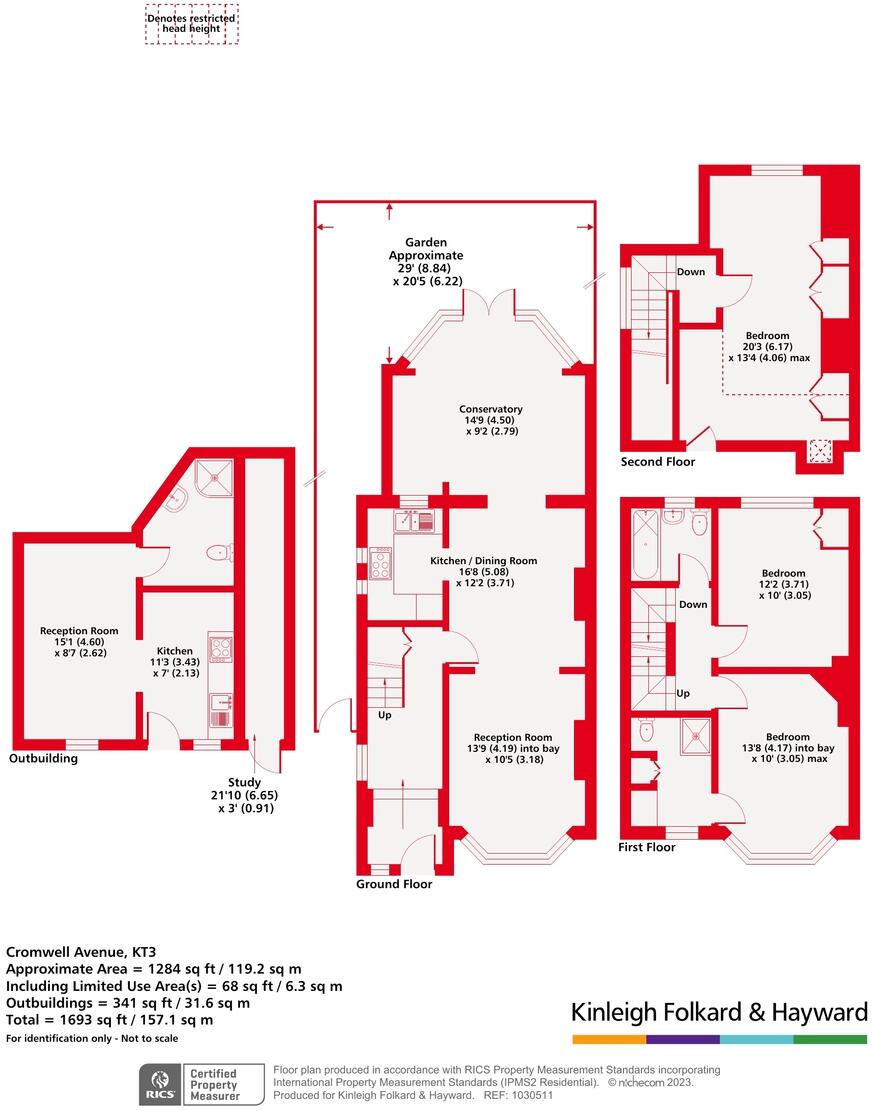 Denotes restricted
head height
Garden
Approximate
29' (8.84)
x 20'5 (6.22)
Down
Bedroom
20'3 (6.17)
x 13'4 (4.06) max
Second Floor
Conservatory
14'9 (4.50)
x 9'2 (2.79)
Kitchen / Dining Room
16'8 (5.08)
x 12'2 (3.71)
Up
Reception Room
13'9 (4.19) into bay
x 10'5 (3.18)
Ground Floor
Reception Room
15'1 (4.60)
x 8'7 (2.62)
Kitchen
11'3 (3.43)
x 7' (2.13)
Outbuilding
Study
21'10 (6.65)
x 3' (0.91)
Bedroom
12'2 (3.71)
x 10' (3.05)
Down
Up
Bedroom
13'8 (4.17) into bay
x 10' (3.05) max
First Floor
Cromwell Avenue, KT3
Approximate Area = 1284 sq ft / 119.2 sq m
Including Limited Use Area(s) = 68 sq ft / 6.3 sq m
Outbuildings = 341 sq ft / 31.6 sq m
Total = 1693 sq ft / 157.1 sq m
For identification only - Not to scale
Kinleigh Folkard & Hayward
RICS
Certified
Property
Measurer
Floor plan produced in accordance with RICS Property Measurement Standards incorporating
International Property Measurement Standards (IPMS2 Residential). © nichecom 2023.
Produced for Kinleigh Folkard & Hayward. REF: 1030511